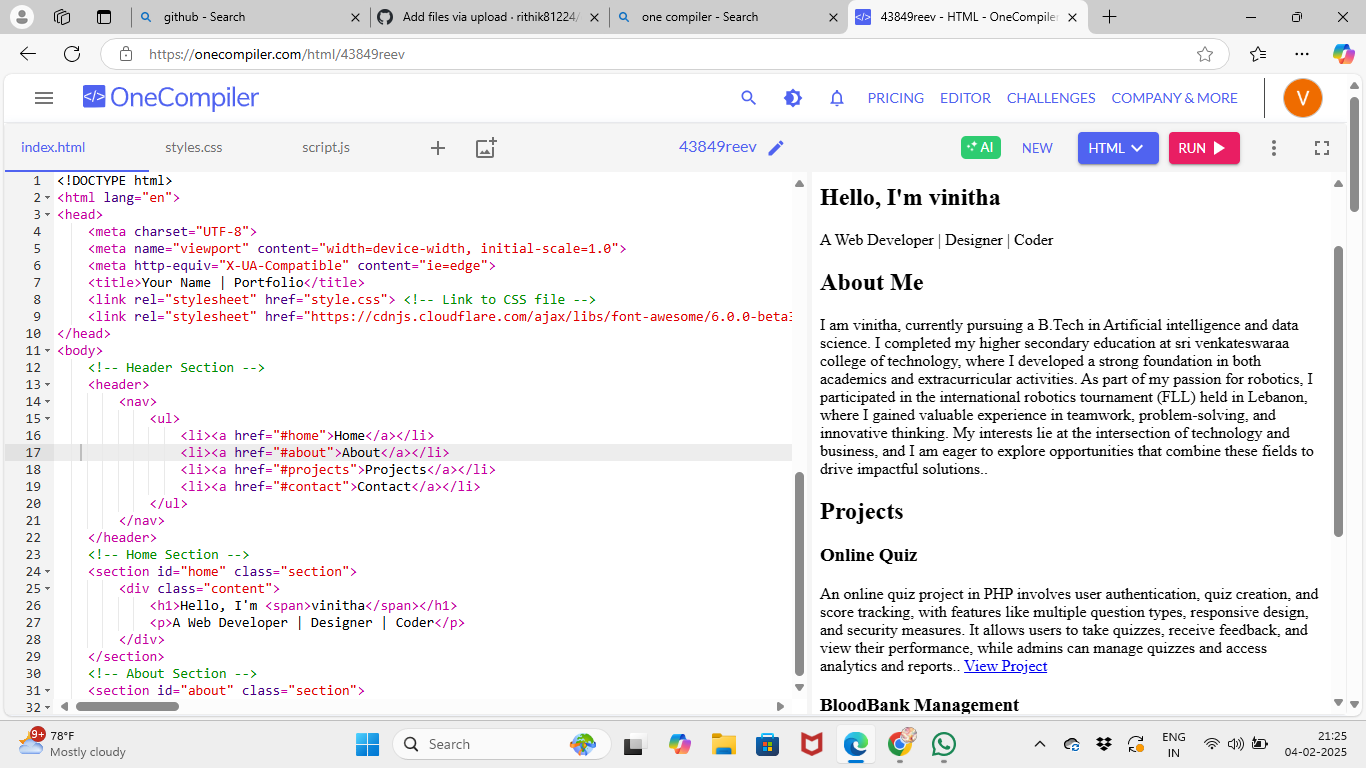 github - Search
Add files via upload · rithik81224/
one compiler - Search
43849reev - HTML - OneCompiler
https://onecompiler.com/html/43849reev
</> OneCompiler
PRICING
EDITOR
CHALLENGES
COMPANY & MORE
V
index.html
styles.css
script.js
43849reev
AI
NEW
HTML
RUN
1 <!DOCTYPE html>
2 <html lang="en">
3 <head>
4 <meta charset="UTF-8">
5 <meta name="viewport" content="width=device-width, initial-scale=1.0">
6 <meta http-equiv="X-UA-Compatible" content="ie=edge">
7 <title>Your Name | Portfolio</title>
8 <link rel="stylesheet" href="style.css"> <!-- Link to CSS file -->
9 <link rel="stylesheet" href="https://cdnjs.cloudflare.com/ajax/libs/font-awesome/6.0.0-beta3
10 </head>
11 <body>
12 <!-- Header Section -->
13 <header>
14 <nav>
15 <ul>
16 <li><a href="#home">Home</a></li>
17 <li><a href="#about">About</a></li>
18 <li><a href="#projects">Projects</a></li>
19 <li><a href="#contact">Contact</a></li>
20 </ul>
21 </nav>
22 </header>
23 <!-- Home Section -->
24 <section id="home" class="section">
25 <div class="content">
26 <h1>Hello, I'm <span>vinitha</span></h1>
27 <p>A Web Developer | Designer | Coder</p>
28 </div>
29 </section>
30 <!-- About Section -->
31 <section id="about" class="section">
32
Hello, I'm vinitha
A Web Developer | Designer | Coder
About Me
I am vinitha, currently pursuing a B.Tech in Artificial intelligence and data
science. I completed my higher secondary education at sri venkateswaraa
college of technology, where I developed a strong foundation in both
academics and extracurricular activities. As part of my passion for robotics, I
participated in the international robotics tournament (FLL) held in Lebanon,
where I gained valuable experience in teamwork, problem-solving, and
innovative thinking. My interests lie at the intersection of technology and
business, and I am eager to explore opportunities that combine these fields to
drive impactful solutions..
Projects
Online Quiz
An online quiz project in PHP involves user authentication, quiz creation, and
score tracking, with features like multiple question types, responsive design,
and security measures. It allows users to take quizzes, receive feedback, and
view their performance, while admins can manage quizzes and access
analytics and reports.. View Project
BloodBank Management
9+
78°F
Mostly cloudy
Search
ENG
IN
21:25
04-02-2025